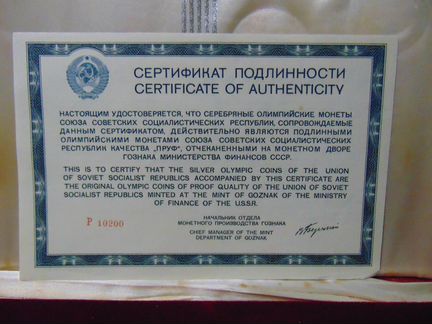 СЕРТИФИКАТ ПОДЛИННОСТИ
CERTIFICATE OF AUTHENTICITY
НАСТОЯЩИМ УДОСТОВЕРЯЕТСЯ, ЧТО СЕРЕБРЯНЫЕ ОЛИМПИЙСКИЕ МОНЕТЫ
СОЮЗА СОВЕТСКИХ СОЦИАЛИСТИЧЕСКИХ РЕСПУБЛИК, СОПРОВОЖДАЕМЫЕ
ДАННЫМ СЕРТИФИКАТОМ, ДЕЙСТВИТЕЛЬНО ЯВЛЯЮТСЯ ПОДЛИННЫМИ
ОЛИМПИЙСКИМИ МОНЕТАМИ СОЮЗА СОВЕТСКИХ СОЦИАЛИСТИЧЕСКИХ
РЕСПУБЛИК КАЧЕСТВА „ПРУФ", ОТЧЕКАНЕННЫМИ НА МОНЕТНОМ ДВОРЕ
ГОЗНАКА МИНИСТЕРСТВА ФИНАНСОВ СССР.
THIS IS TO CERTIFY THAT THE SILVER OLYMPIC COINS OF THE UNION
OF SOVIET SOCIALIST REPUBLICS ACCOMPANIED BY THIS CERTIFICATE ARE
THE ORIGINAL OLYMPIC COINS OF PROOF QUALITY OF THE UNION OF SOVIET
SOCIALIST REPUBLICS MINTED AT THE MINT OF GOZNAK OF THE MINISTRY
OF FINANCE OF THE U.S.S.R.
Р 10200
НАЧАЛЬНИК ОТДЕЛА
МОНЕТНОГО ПРОИЗВОДСТВА ГОЗНАКА
CHIEF MANAGER OF THE MINT
DEPARTMENT OF GOZNAK